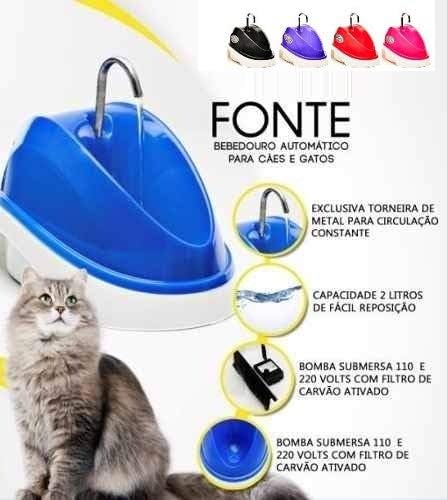 FONTE
BEBEDOURO AUTOMÁTICO
PARA CÃES E GATOS
EXCLUSIVA TORNEIRA DE
METAL PARA CIRCULAÇÃO
CONSTANTE
CAPACIDADE 2 LITROS
DE FÁCIL REPOSIÇÃO
BOMBA SUBMERSA 110 E
220 VOLTS COM FILTRO DE
CARVÃO ATIVADO
BOMBA SUBMERSA 110 E
220 VOLTS COM FILTRO DE
CARVÃO ATIVADO